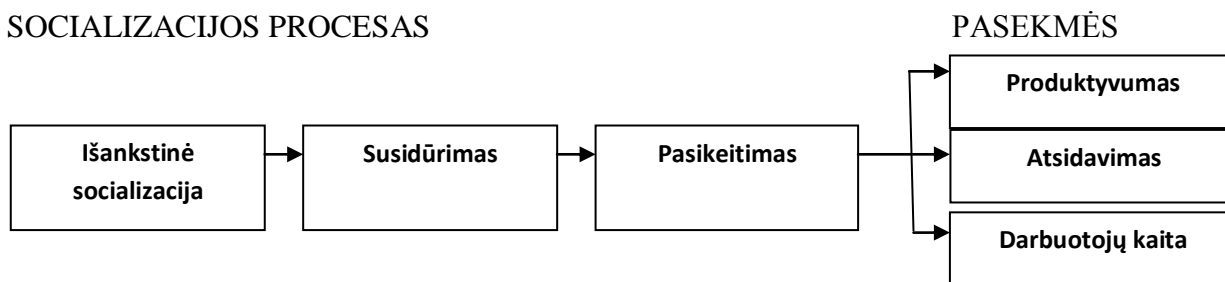 SOCIALIZACIJOS PROCESAS
PASEKMĖS
Išankstinė
socializacija
Susidūrimas
Pasikeitimas
Produktyvumas
Atsidavimas
Darbuotojų kaita